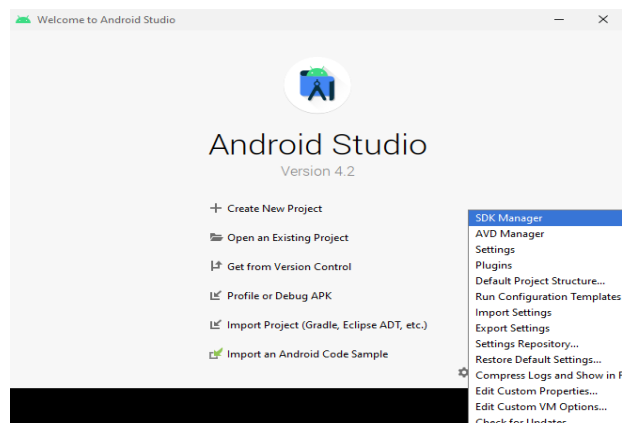 Welcome to Android Studio
Android Studio
Version 4.2
Create New Project
Open an Existing Project
Get from Version Control
Profile or Debug APK
Import Project (Gradle, Eclipse ADT, etc.)
Import an Android Code Sample
SDK Manager
AVD Manager
Settings
Plugins
Default Project Structure...
Run Configuration Templates
Import Settings
Export Settings
Settings Repository...
Restore Default Settings...
Compress Logs and Show in F
Edit Custom Properties...
Edit Custom VM Options...
Check for Updates